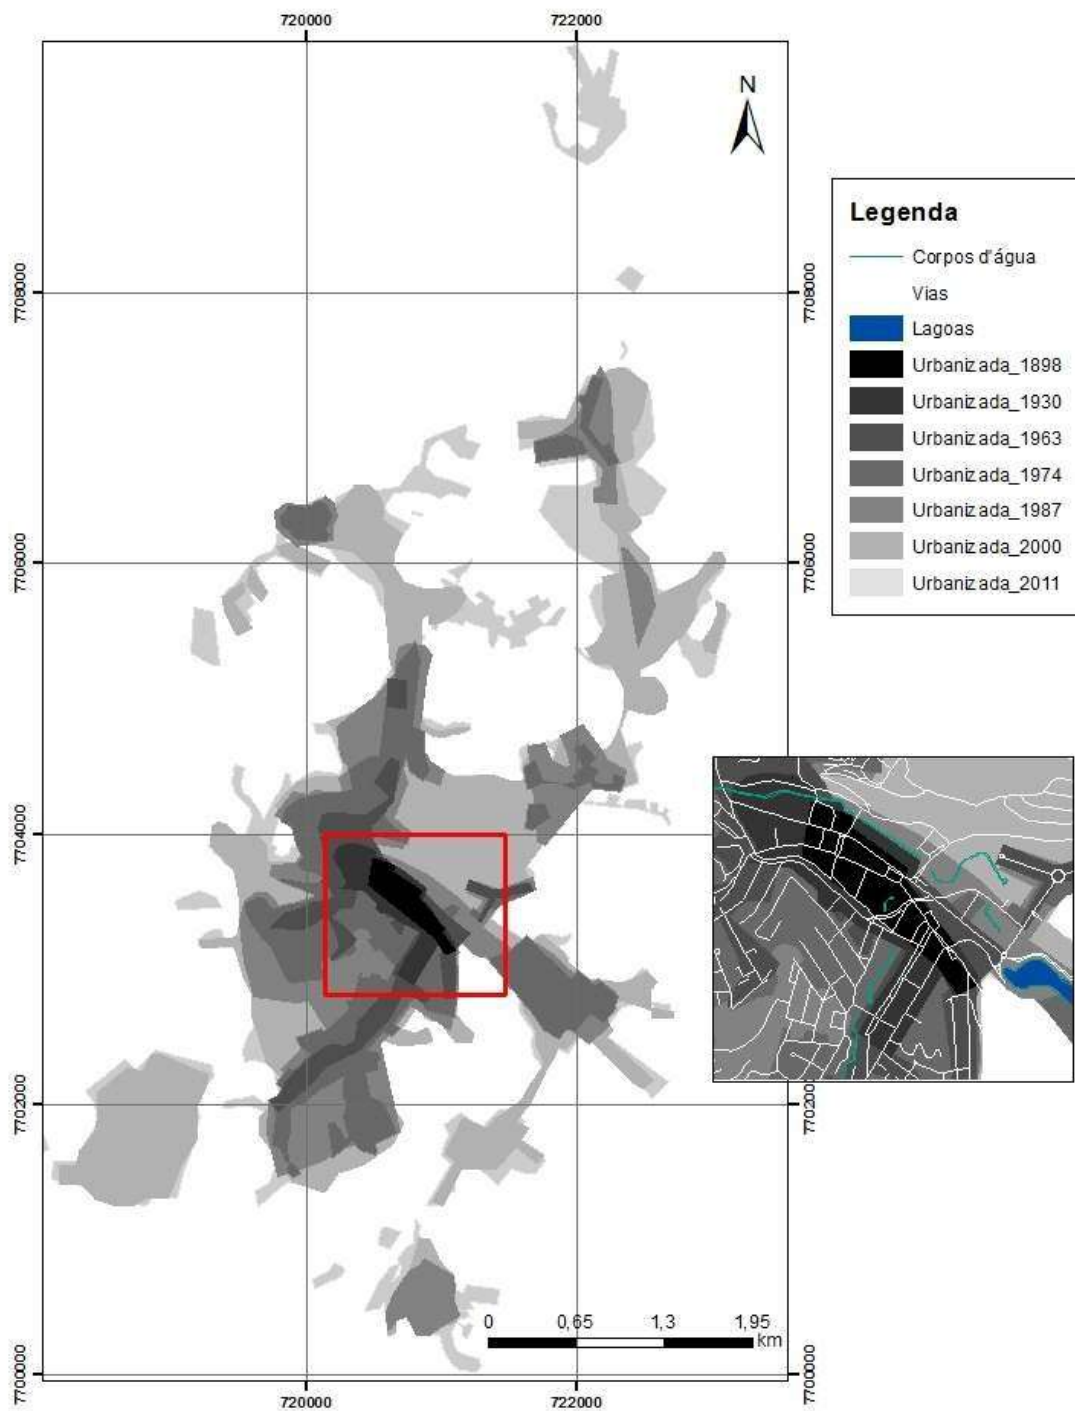 720000
722000
N
7708000
7708000
7706000
7706000
7704000
7702000
7702000
7700000
7700000
720000
722000
0
0,65
1,3
1,95
km
Legenda
Corpos d'água
Vias
Lagoas
Urbanizada_1898
Urbanizada_1930
Urbanizada_1963
Urbanizada_1974
Urbanizada_1987
Urbanizada_2000
Urbanizada_2011